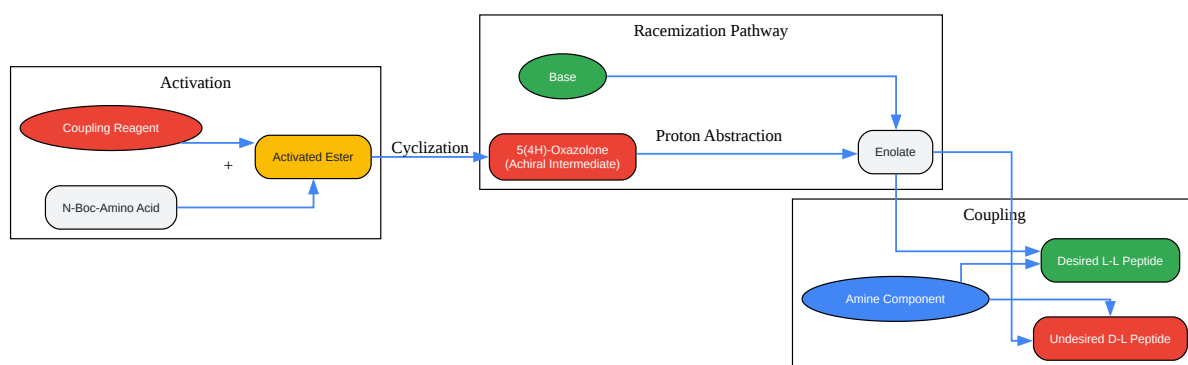 Racemization Pathway
Base
Activation
Coupling Reagent
Activated Ester
+
N-Boc-Amino Acid
Cyclization
5(4H)-Oxazolone
(Achiral Intermediate)
Proton Abstraction
Enolate
Coupling
Desired L-L Peptide
Amine Component
Undesired D-L Peptide